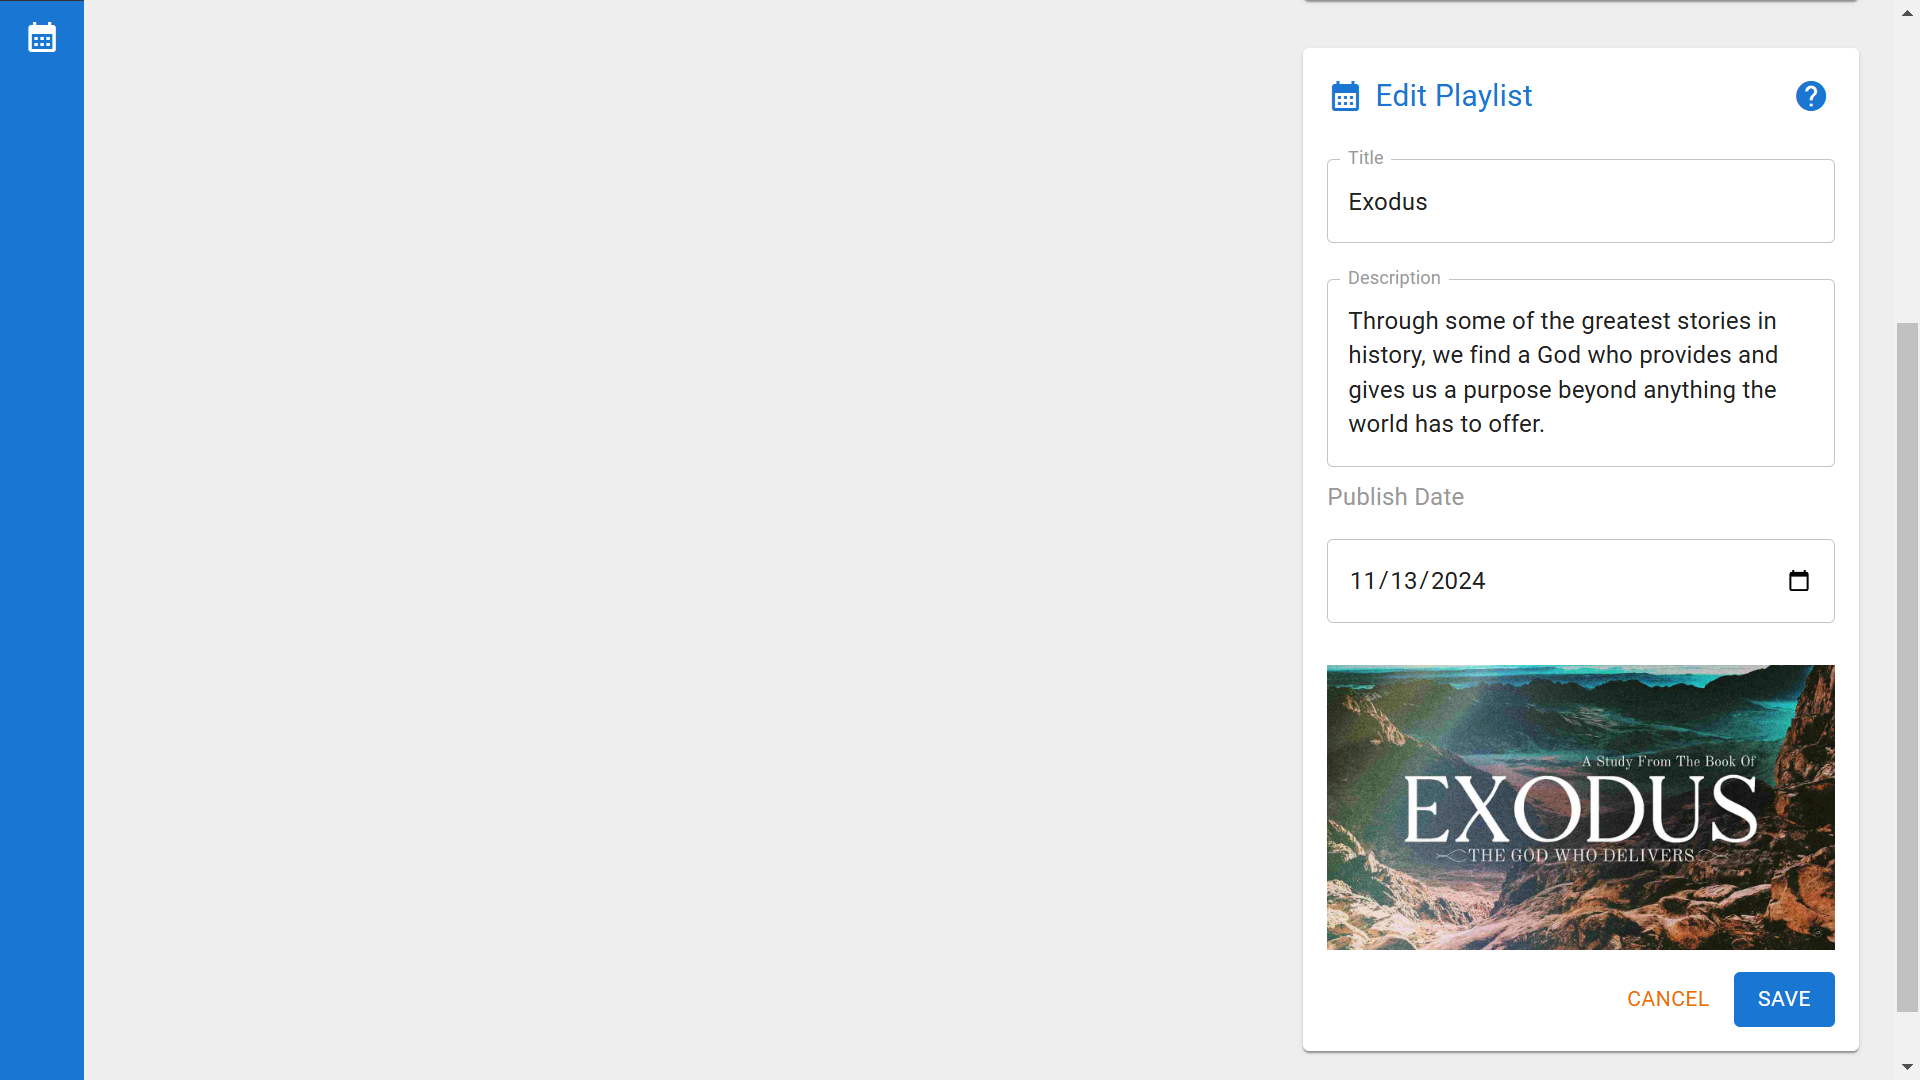 Edit Playlist
Title
Exodus
Description
Through some of the greatest stories in
history, we find a God who provides and
gives us a purpose beyond anything the
world has to offer.
Publish Date
11/13/2024
A Study From The Book Of
EXODUS
THE GOD WHO DELIVERS
CANCEL
SAVE